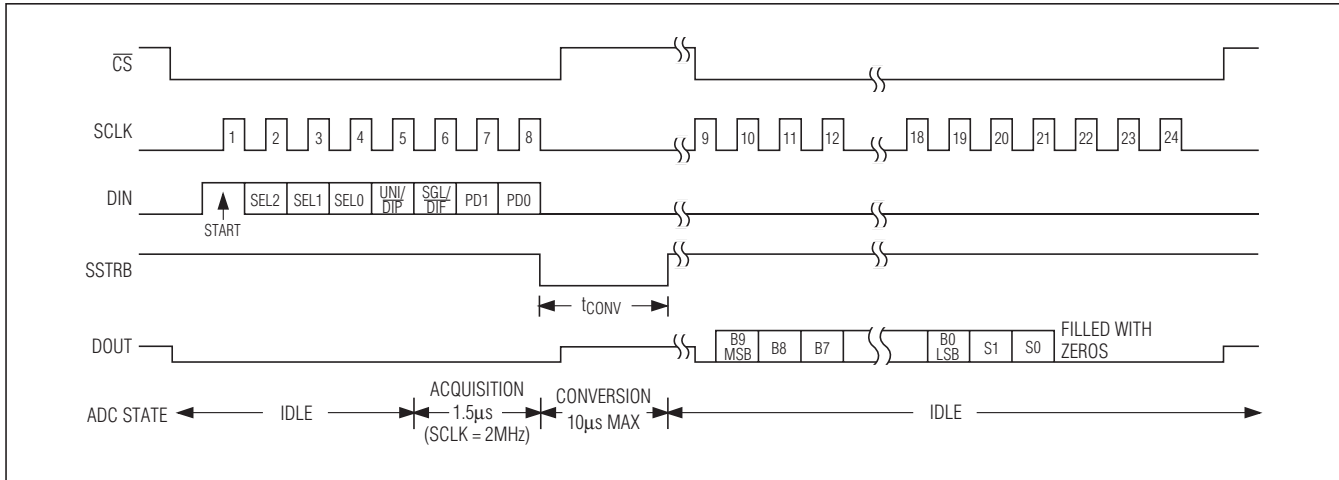 CS
SCLK
1 2 3 4 5 6 7 8 9 10 11 12 18 19 20 21 22 23 24
DIN
SEL2 SEL1 SEL0 UNI/ DIP SGL/ DIF PD1 PD0
START
SSTRB
tCONV
DOUT
B9 MSB B8 B7 B0 LSB S1 S0
FILLED WITH
ZEROS
ADC STATE
IDLE
ACQUISITION
1.5µs
(SCLK = 2MHz)
CONVERSION
10µs MAX
IDLE